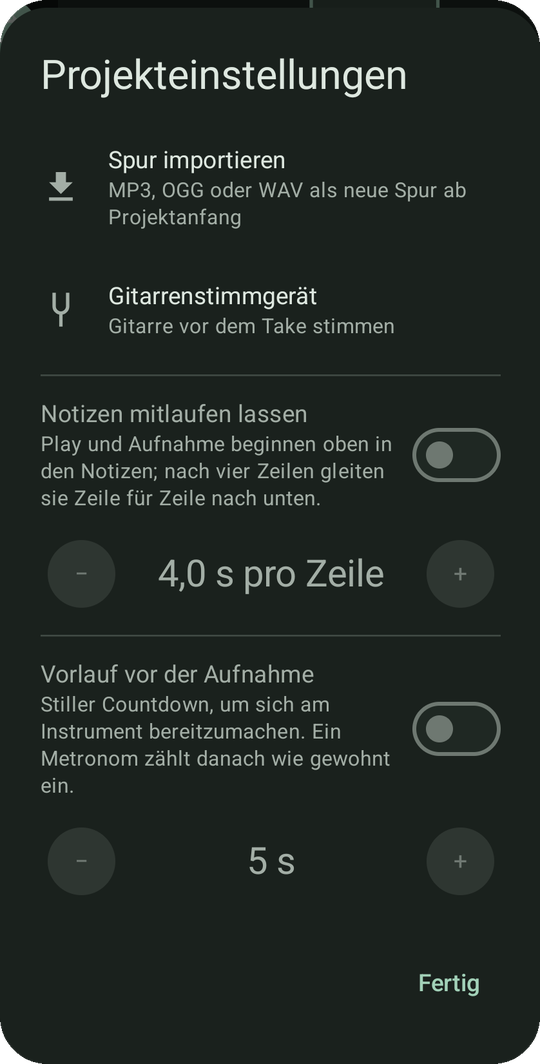 Projekteinstellungen
Spur importieren
MP3, OGG oder WAV als neue Spur ab
Projektanfang
Gitarrenstimmgerät
Gitarre vor dem Take stimmen
Notizen mitlaufen lassen
Play und Aufnahme beginnen oben in
den Notizen; nach vier Zeilen gleiten
sie Zeile für Zeile nach unten.
− 4,0 s pro Zeile +
Vorlauf vor der Aufnahme
Stiller Countdown, um sich am
Instrument bereitzumachen. Ein
Metronom zählt danach wie gewohnt
ein.
− 5 s +
Fertig